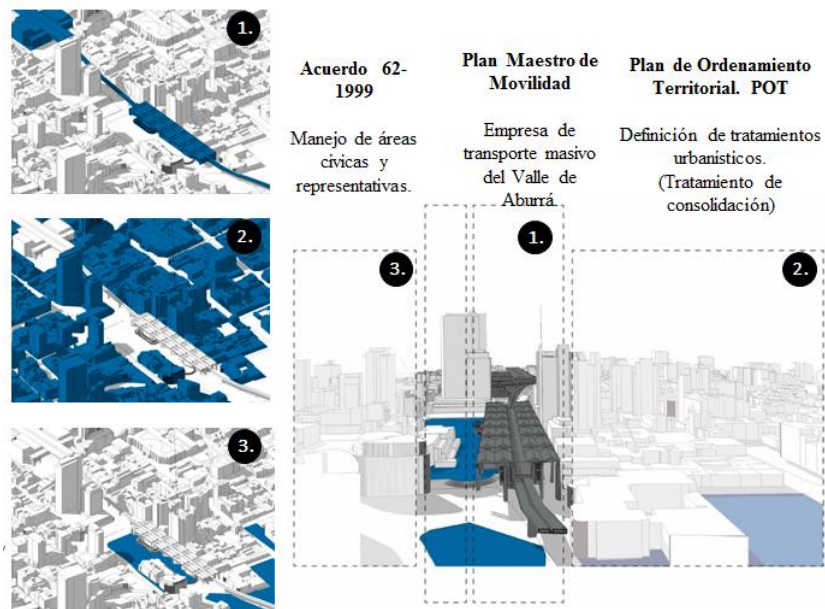 1.
2.
3.
Acuerdo 62-
1999
Manejo de áreas
cívicas y
representativas.
Plan Maestro de
Movilidad
Empresa de
transporte masivo
del Valle de
Aburrá.
Plan de Ordenamiento
Territorial. POT
Definición de tratamientos
urbanísticos.
(Tratamiento de
consolidación)
3.
1.
2.